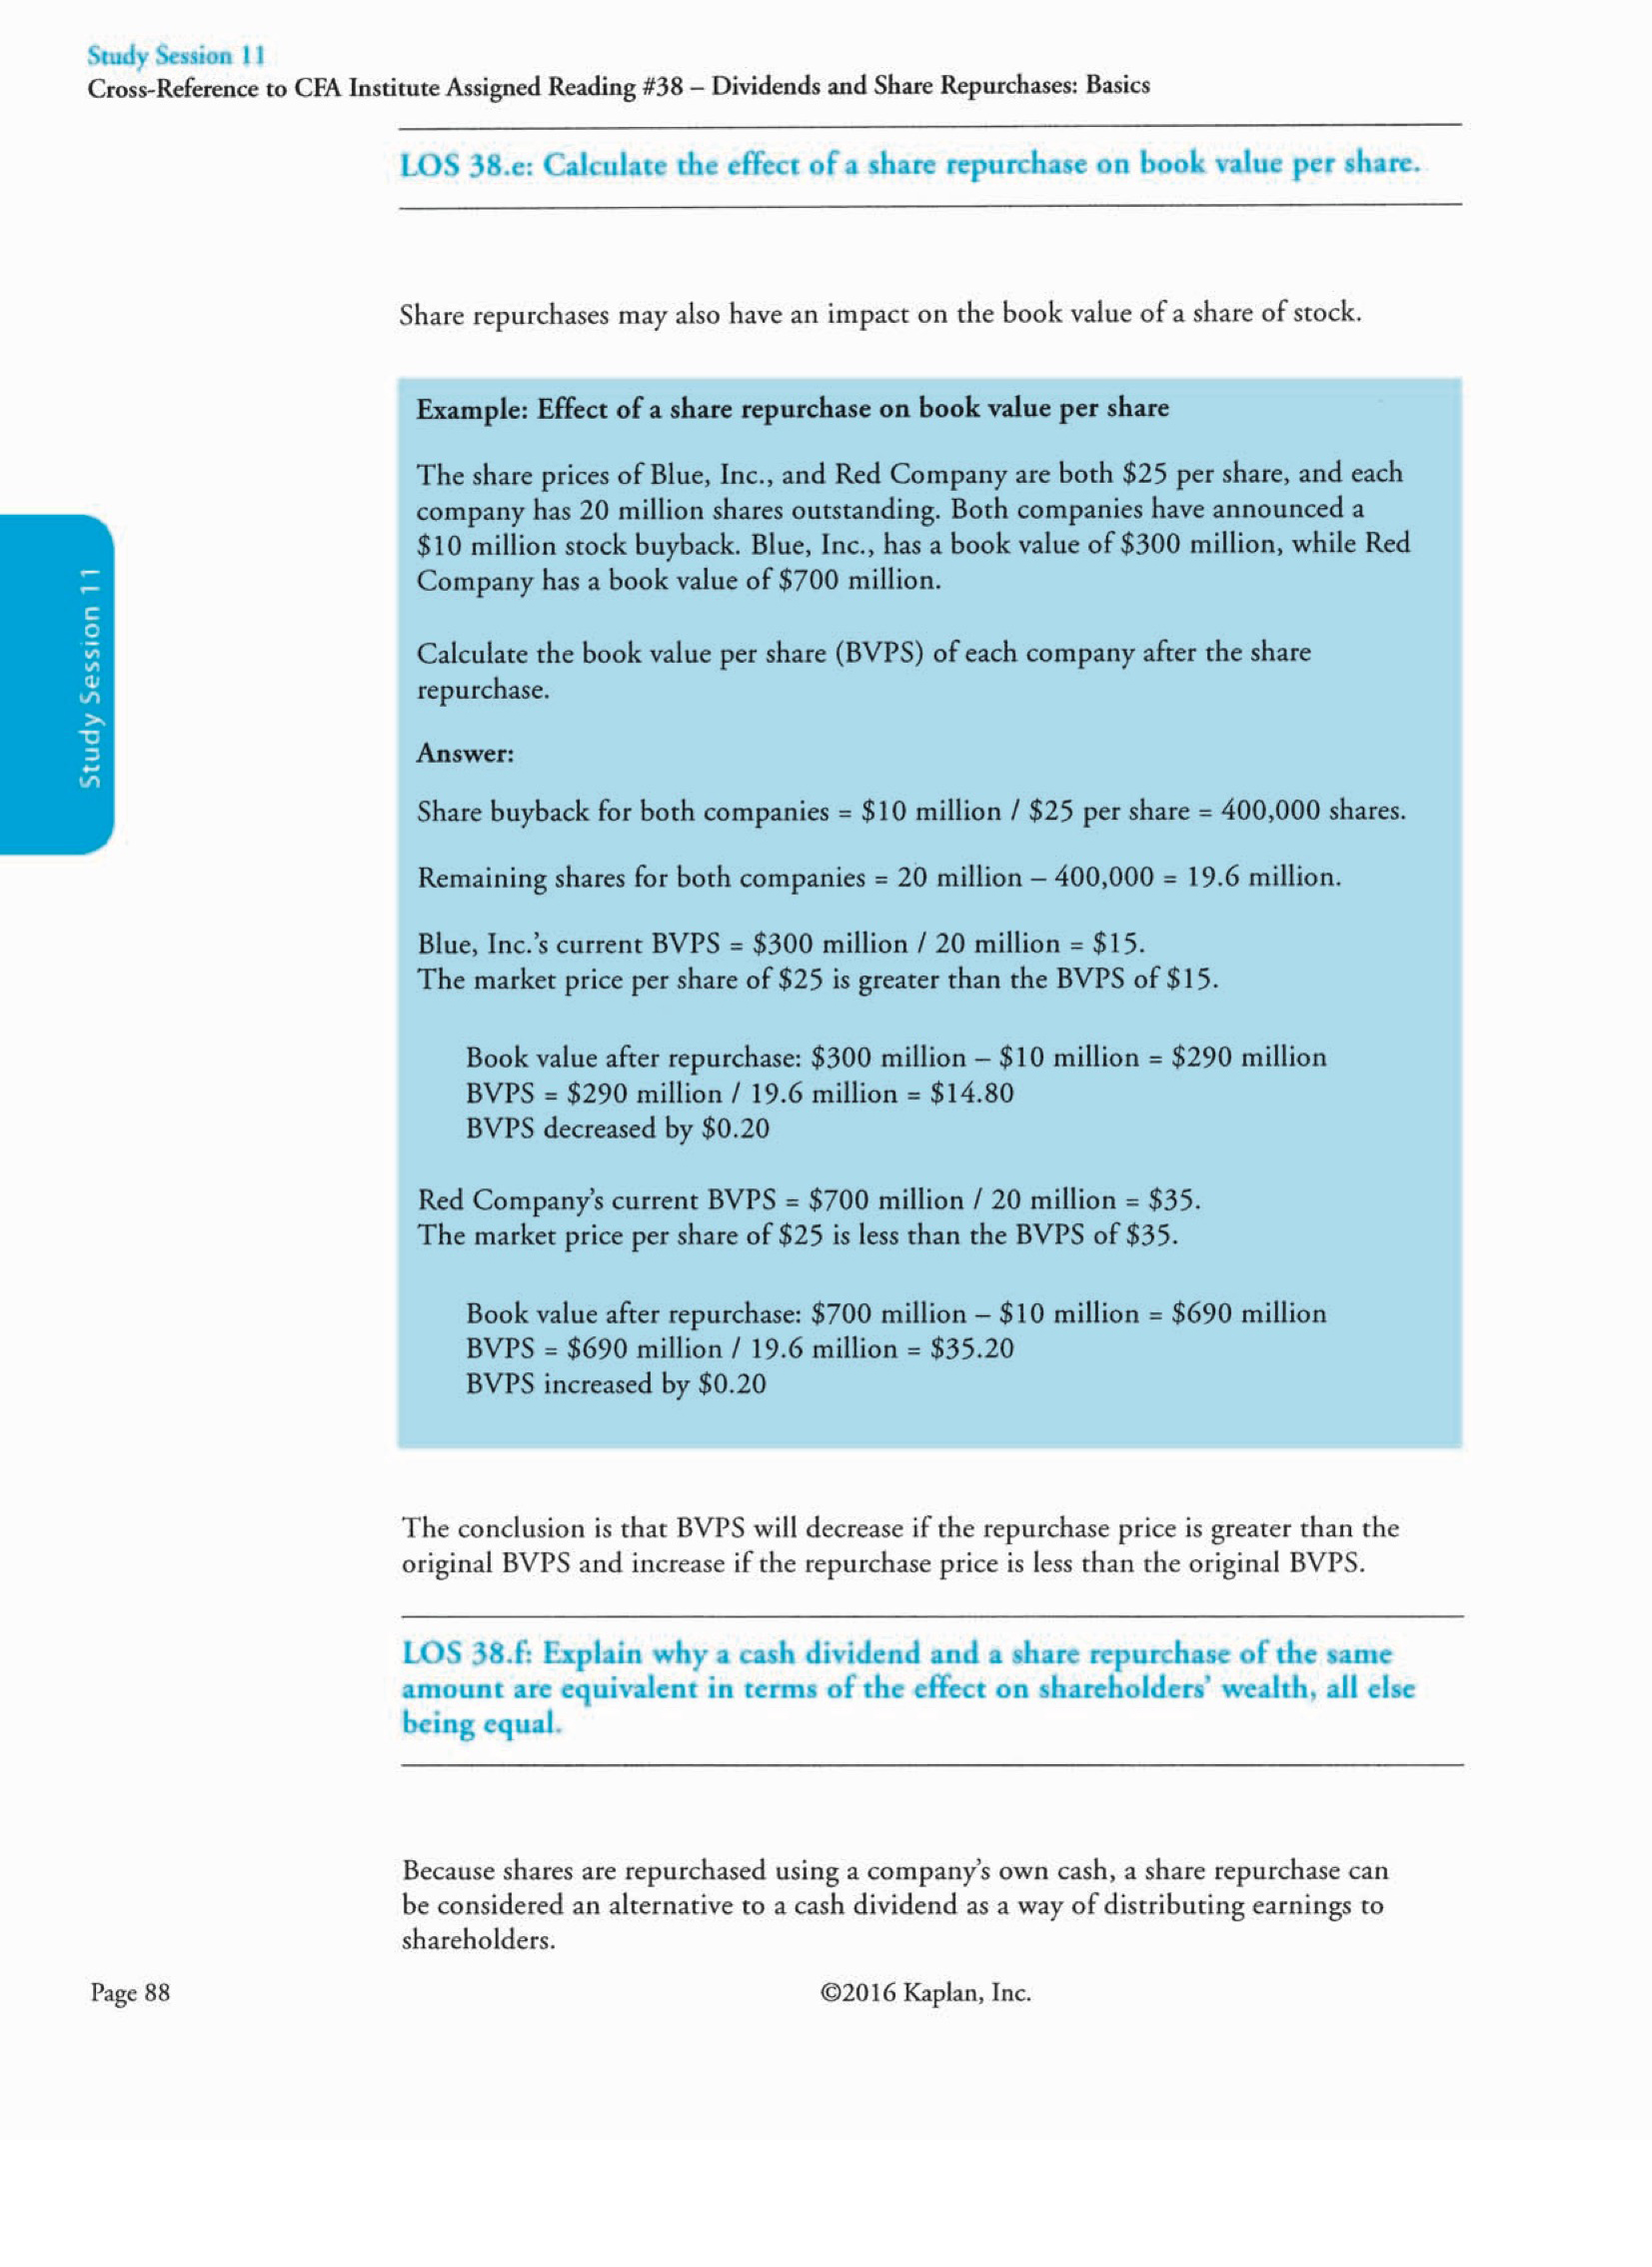 Study Session 11
Cross-Reference to CFA Institute Assigned Reading #38 – Dividends and Share Repurchases: Basics
LOS 38.e: Calculate the effect of a share repurchase on book value per share.
Share repurchases may also have an impact on the book value of a share of stock.
Example: Effect of a share repurchase on book value per share
The share prices of Blue, Inc., and Red Company are both $25 per share, and each
company has 20 million shares outstanding. Both companies have announced a
$10 million stock buyback. Blue, Inc., has a book value of $300 million, while Red
Company has a book value of $700 million.
Calculate the book value per share (BVPS) of each company after the share
repurchase.
Answer:
Share buyback for both companies = $10 million / $25 per share = 400,000 shares.
Remaining shares for both companies = 20 million – 400,000 = 19.6 million.
Blue, Inc.'s current BVPS = $300 million / 20 million = $15.
The market price per share of $25 is greater than the BVPS of $15.
Book value after repurchase: $300 million – $10 million = $290 million
BVPS = $290 million / 19.6 million = $14.80
BVPS decreased by $0.20
Red Company's current BVPS = $700 million / 20 million = $35.
The market price per share of $25 is less than the BVPS of $35.
Book value after repurchase: $700 million – $10 million = $690 million
BVPS = $690 million / 19.6 million = $35.20
BVPS increased by $0.20
Study Session 11
The conclusion is that BVPS will decrease if the repurchase price is greater than the
original BVPS and increase if the repurchase price is less than the original BVPS.
LOS 38.f: Explain why a cash dividend and a share repurchase of the same
amount are equivalent in terms of the effect on shareholders' wealth, all else
being equal.
Because shares are repurchased using a company's own cash, a share repurchase can
be considered an alternative to a cash dividend as a way of distributing earnings to
shareholders.
Page 88
©2016 Kaplan, Inc.